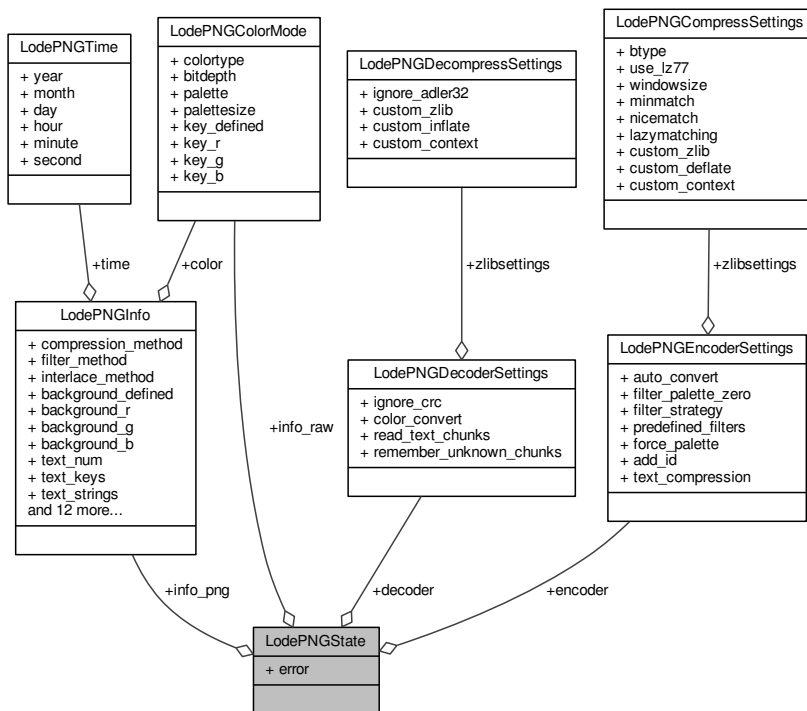 LodePNGTime
+ year
+ month
+ day
+ hour
+ minute
+ second
LodePNGColorMode
+ colortype
+ bitdepth
+ palette
+ palettesize
+ key_defined
+ key_r
+ key_g
+ key_b
LodePNGDecompressSettings
+ ignore_adler32
+ custom_zlib
+ custom_inflate
+ custom_context
LodePNGCompressSettings
+ btype
+ use_lz77
+ windowsize
+ minmatch
+ nicematch
+ lazymatching
+ custom_zlib
+ custom_deflate
+ custom_context
+time
+color
+zlibsettings
+zlibsettings
LodePNGInfo
+ compression_method
+ filter_method
+ interlace_method
+ background_defined
+ background_r
+ background_g
+ background_b
+ text_num
+ text_keys
+ text_strings
and 12 more...
+info_raw
LodePNGDecoderSettings
+ ignore_crc
+ color_convert
+ read_text_chunks
+ remember_unknown_chunks
LodePNGEncoderSettings
+ auto_convert
+ filter_palette_zero
+ filter_strategy
+ predefined_filters
+ force_palette
+ add_id
+ text_compression
+info_png
+decoder
+encoder
LodePNGState
+ error